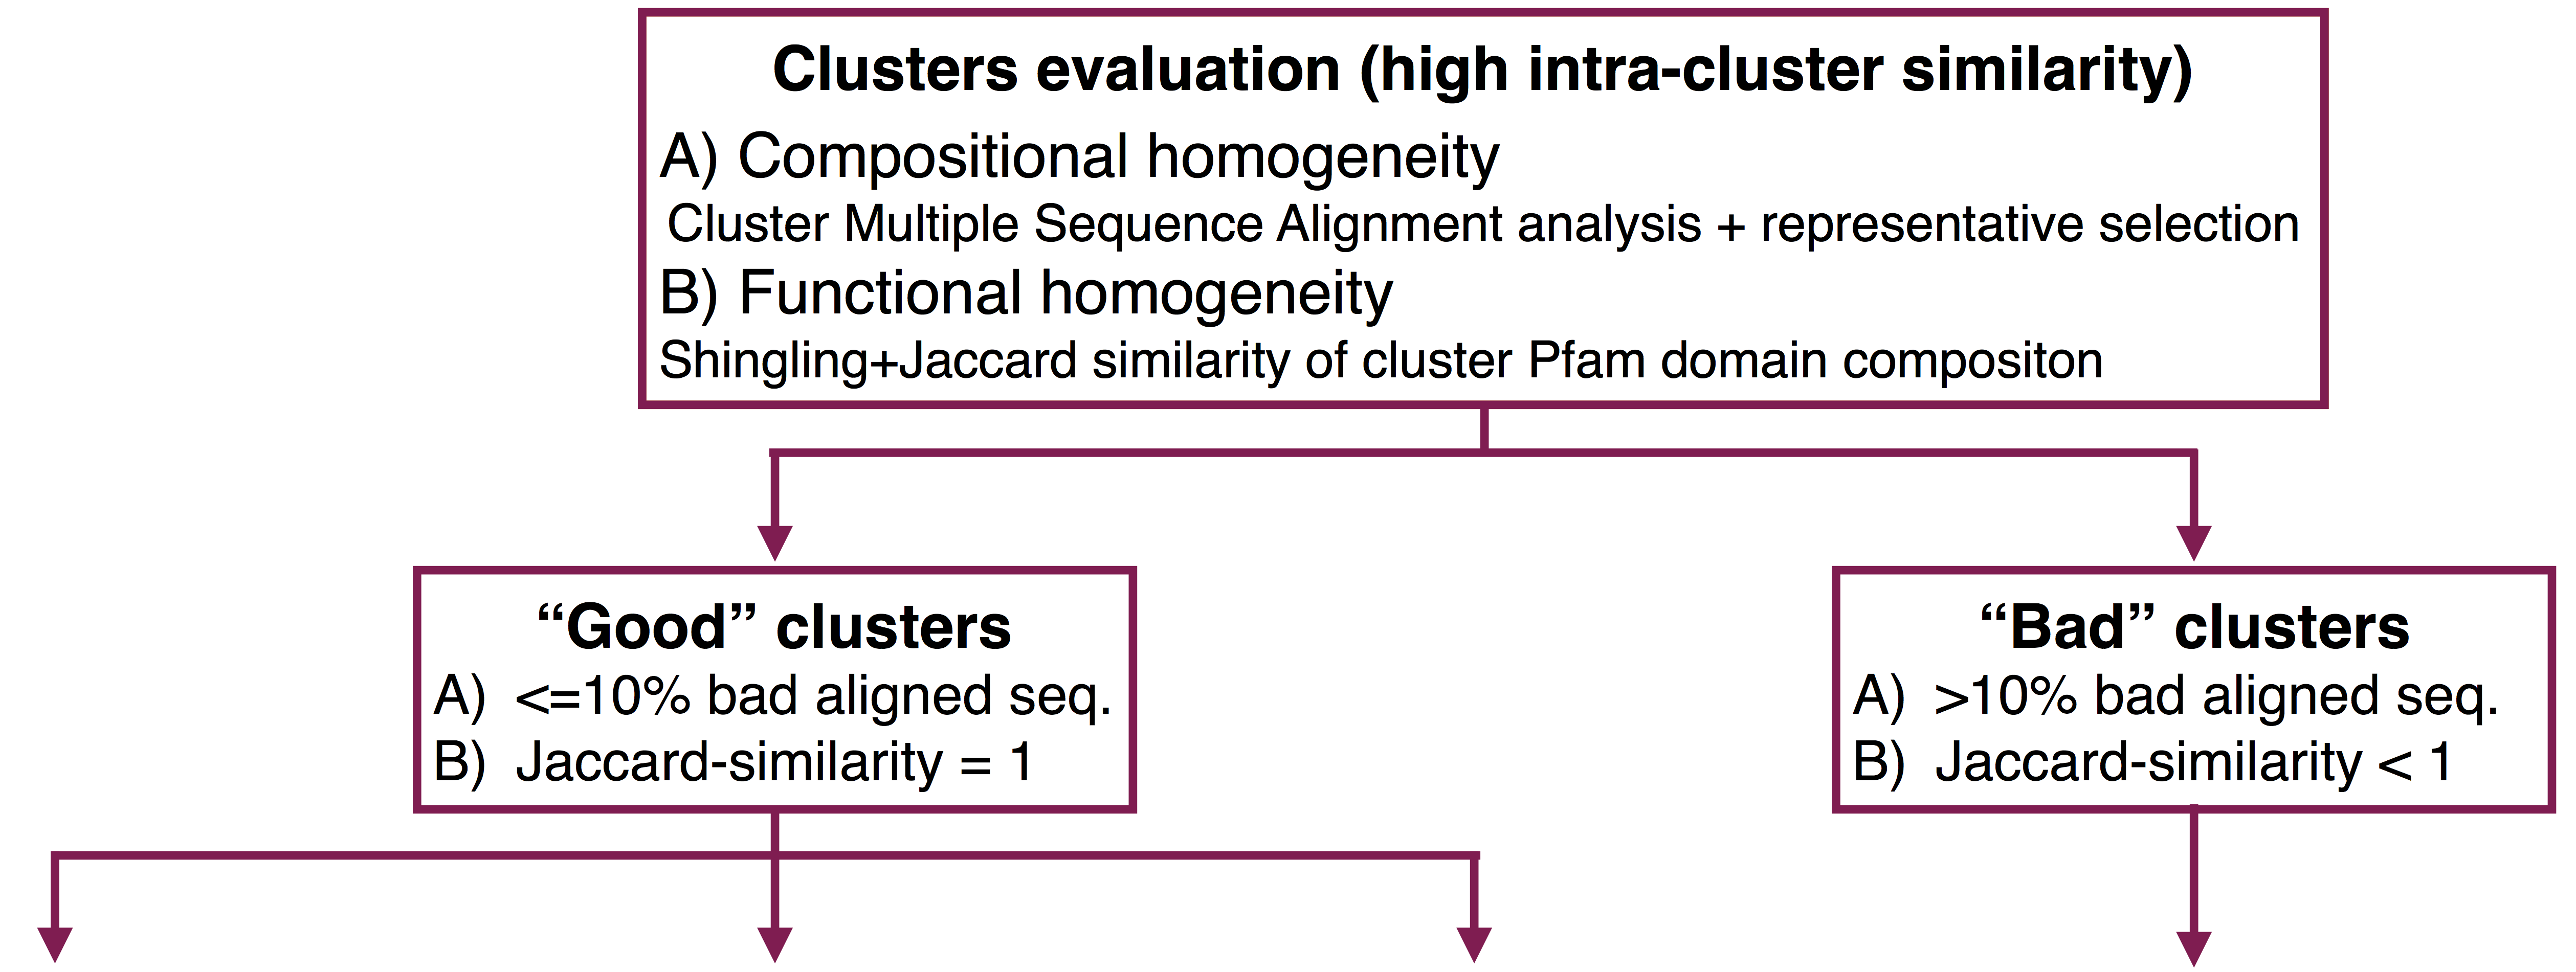 Clusters evaluation (high intra-cluster similarity)
A) Compositional homogeneity
Cluster Multiple Sequence Alignment analysis + representative selection
B) Functional homogeneity
Shingling+Jaccard similarity of cluster Pfam domain compositon
“Good” clusters
A) <=10% bad aligned seq.
B) Jaccard-similarity = 1
“Bad” clusters
A) >10% bad aligned seq.
B) Jaccard-similarity < 1